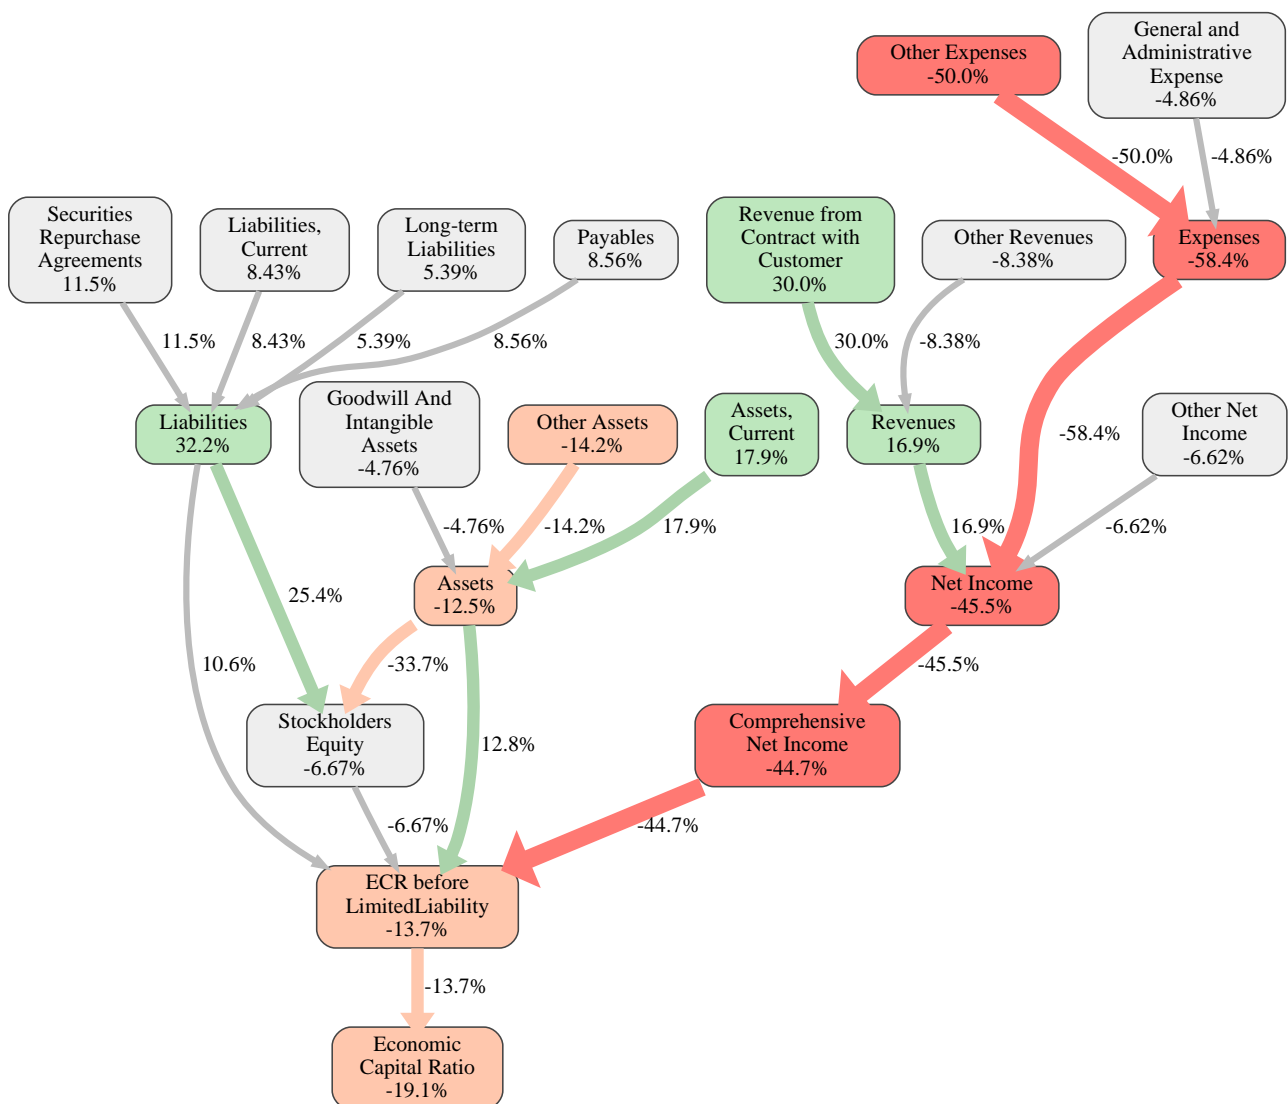 Other Expenses
-50.0%
General and
Administrative
Expense
-4.86%
-50.0%
-4.86%
Securities
Repurchase
Agreements
11.5%
Liabilities,
Current
8.43%
Long-term
Liabilities
5.39%
Payables
8.56%
Revenue from
Contract with
Customer
30.0%
Other Revenues
-8.38%
Expenses
-58.4%
11.5%
8.43%
5.39%
8.56%
30.0%
-8.38%
-58.4%
Liabilities
32.2%
Goodwill And
Intangible
Assets
-4.76%
Other Assets
-14.2%
Assets,
Current
17.9%
Revenues
16.9%
Other Net
Income
-6.62%
-4.76%
-14.2%
17.9%
16.9%
-6.62%
25.4%
Assets
-12.5%
Net Income
-45.5%
10.6%
-33.7%
-45.5%
Stockholders
Equity
-6.67%
12.8%
Comprehensive
Net Income
-44.7%
-6.67%
-44.7%
ECR before
LimitedLiability
-13.7%
-13.7%
Economic
Capital Ratio
-19.1%